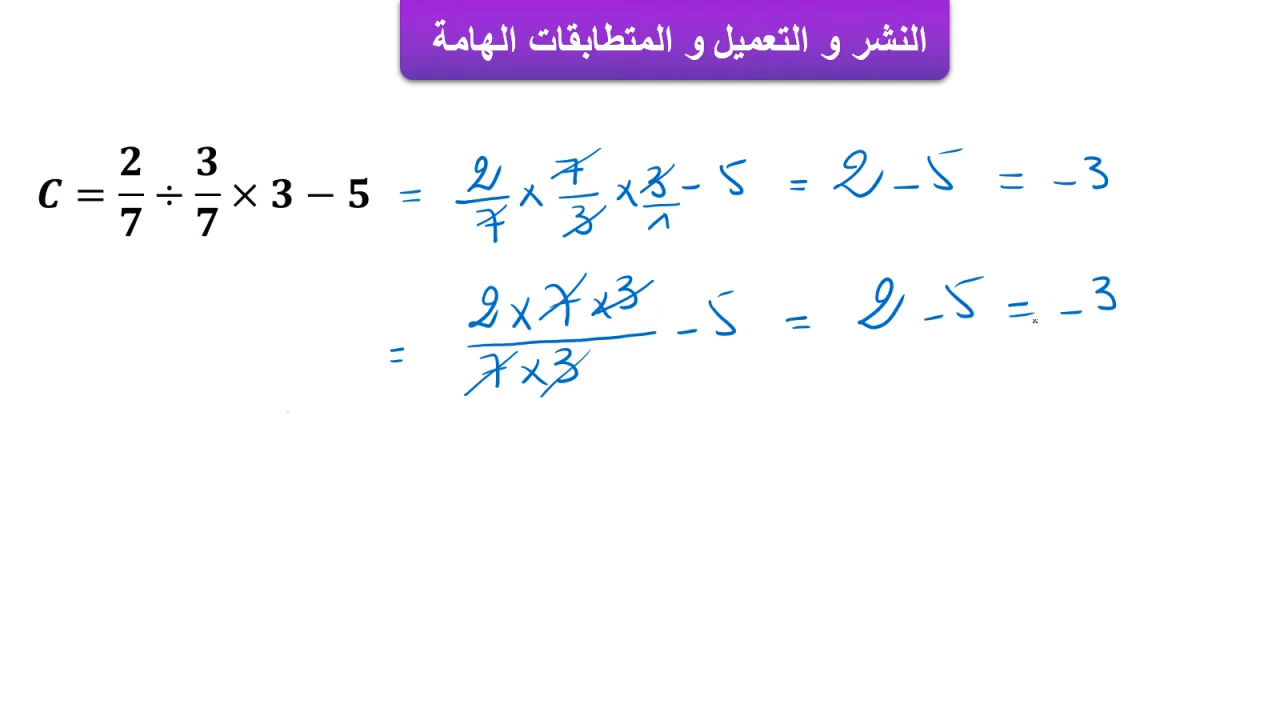 النشر و التعميل و المتطابقات الهامة
C = 2/7 ÷ 3/7 × 3 − 5 = 2/7 × 7/3 × 3/1 − 5 = 2 − 5 = −3
= 2 × 7 × 3 / 7 × 3 − 5 = 2 − 5 = −3